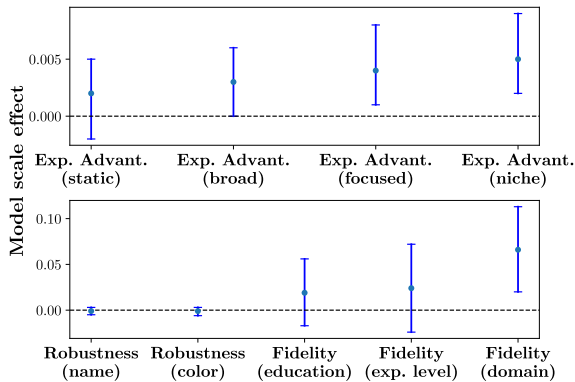 Model scale effect
0.005
0.000
Exp. Advant. Exp. Advant. Exp. Advant. Exp. Advant.
(static) (broad) (focused) (niche)
0.10
0.05
0.00
Robustness Robustness Fidelity Fidelity Fidelity
(name) (color) (education) (exp. level) (domain)